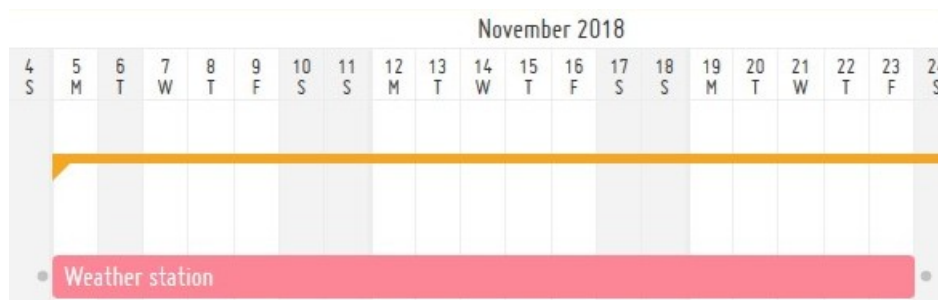 November 2018
4 5 6 7 8 9 10 11 12 13 14 15 16 17 18 19 20 21 22 23
S M T W T F S S M T W T F S S M T W T F S
Weather station